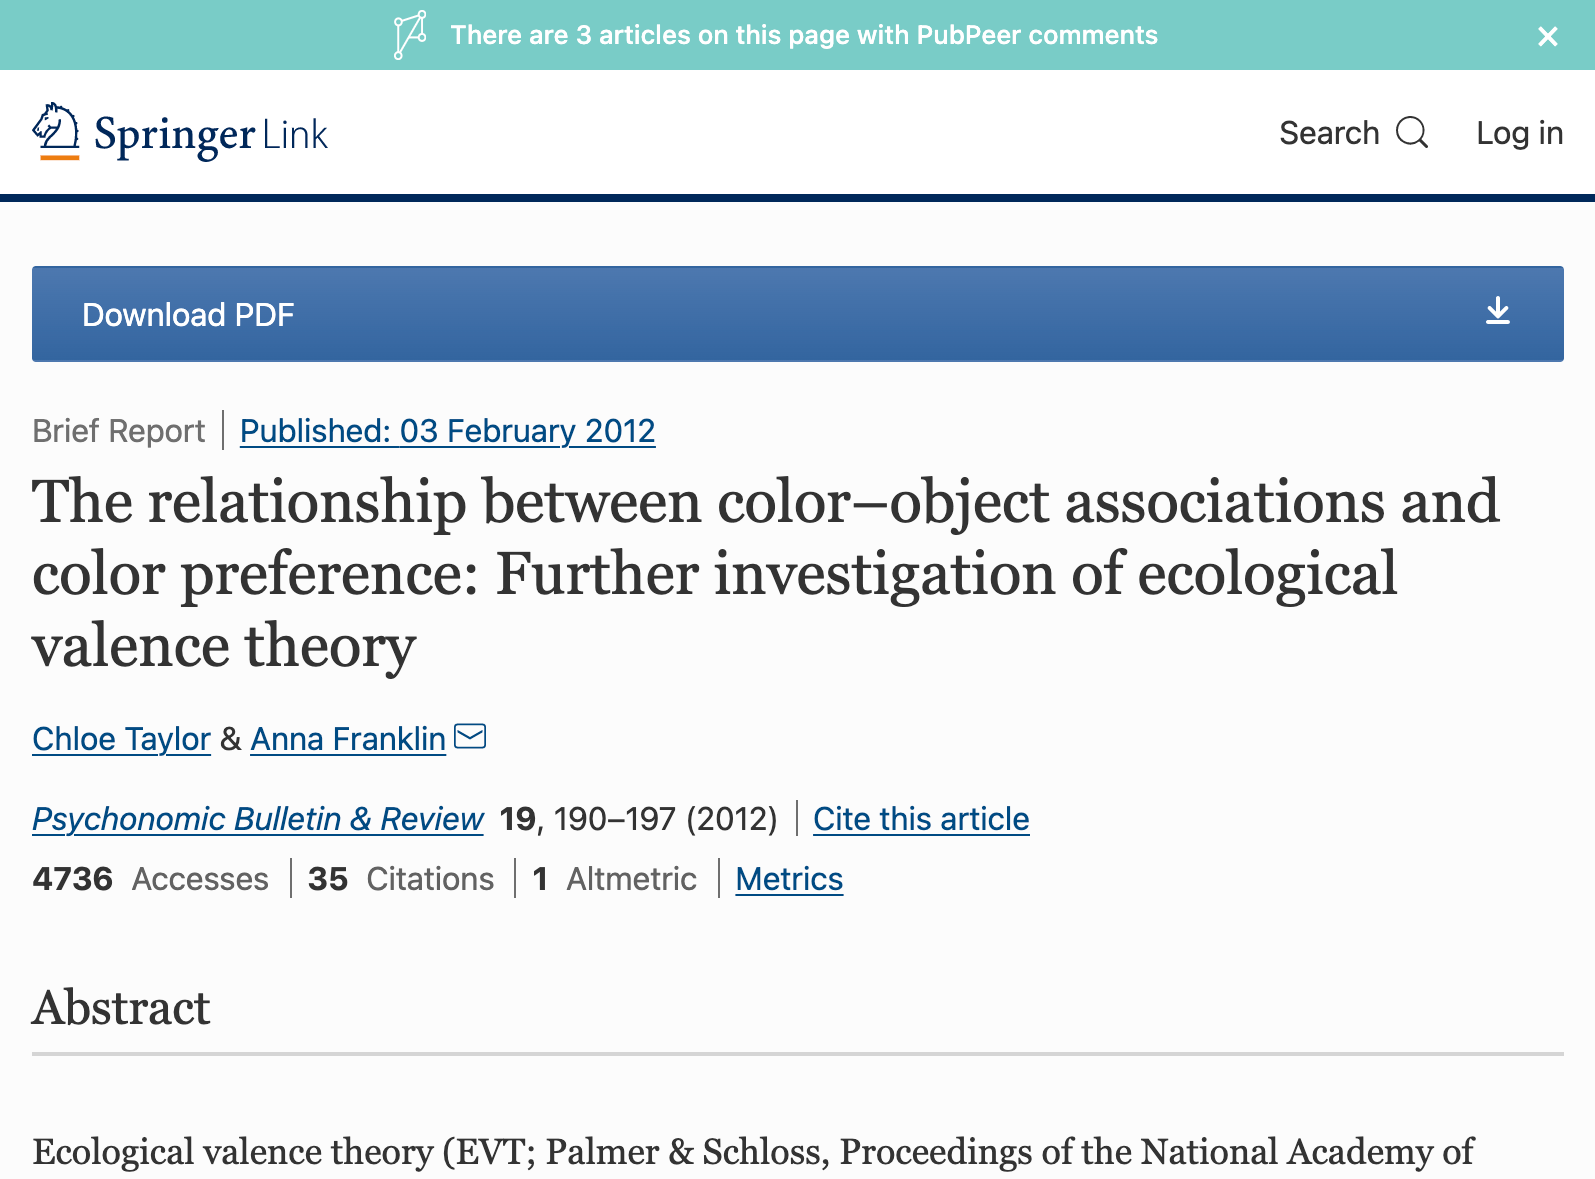 There are 3 articles on this page with PubPeer comments
Springer Link
Search
Log in
Download PDF
Brief Report | Published: 03 February 2012
The relationship between color–object associations and
color preference: Further investigation of ecological
valence theory
Chloe Taylor & Anna Franklin
Psychonomic Bulletin & Review 19, 190–197 (2012) | Cite this article
4736 Accesses | 35 Citations | 1 Altmetric | Metrics
Abstract
Ecological valence theory (EVT; Palmer & Schloss, Proceedings of the National Academy of